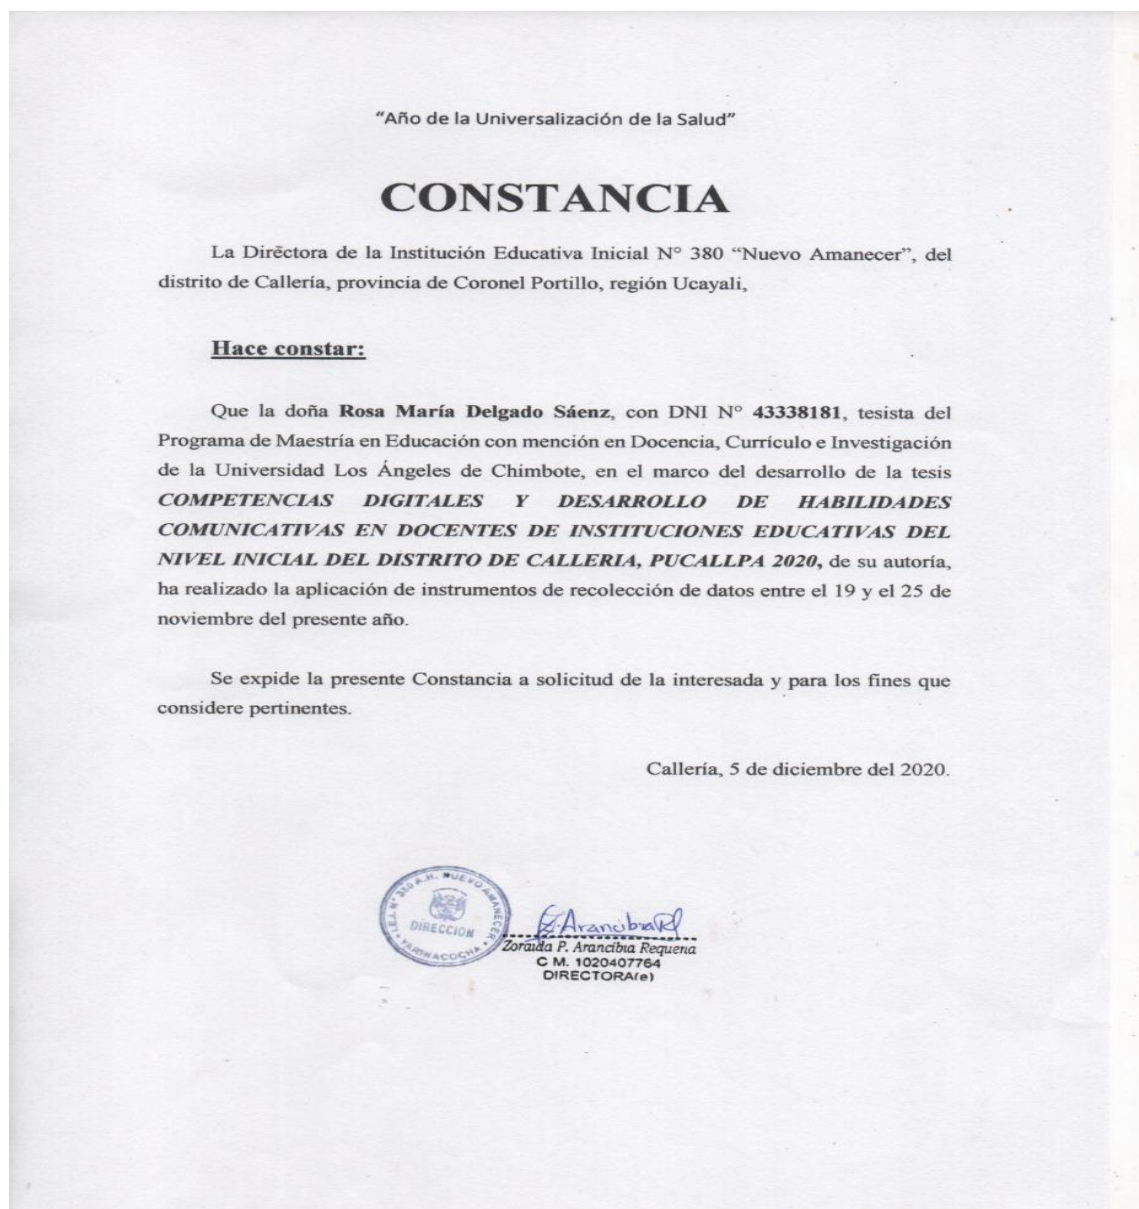 “Año de la Universalización de la Salud”
CONSTANCIA
La Directora de la Institución Educativa Inicial N° 380 “Nuevo Amanecer”, del
distrito de Callería, provincia de Coronel Portillo, región Ucayali,
Hace constar:
Que la doña Rosa María Delgado Sáenz, con DNI N° 43338181, tesista del
Programa de Maestría en Educación con mención en Docencia, Currículo e Investigación
de la Universidad Los Ángeles de Chimbote, en el marco del desarrollo de la tesis
COMPETENCIAS DIGITALES Y DESARROLLO DE HABILIDADES
COMUNICATIVAS EN DOCENTES DE INSTITUCIONES EDUCATIVAS DEL
NIVEL INICIAL DEL DISTRITO DE CALLERIA, PUCALLPA 2020, de su autoría,
ha realizado la aplicación de instrumentos de recolección de datos entre el 19 y el 25 de
noviembre del presente año.
Se expide la presente Constancia a solicitud de la interesada y para los fines que
considere pertinentes.
Callería, 5 de diciembre del 2020.
I.E.I. N° 380 A.H. NUEVO AMANECER
DIRECCION
YARINACOCHA
Z. Arancibia R
Zoraida P. Arancibia Requena
C M. 1020407764
DIRECTORA(e)